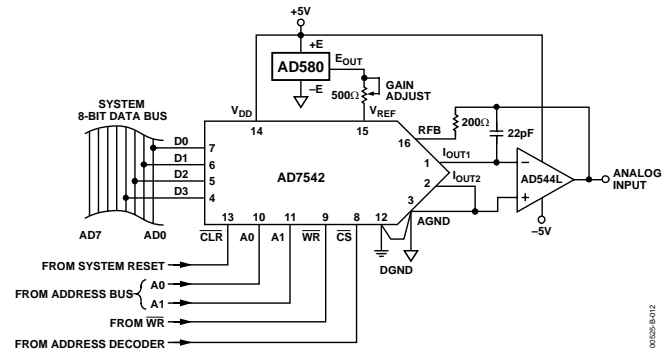 +5V
+E
AD580
EOUT
–E
500Ω
GAIN
ADJUST
SYSTEM
8-BIT DATA BUS
VDD
VREF
14
15
200Ω
RFB
22pF
16
D0
7
D1
6
D2
5
D3
4
AD7542
1
IOUT1
2
IOUT2
3
AGND
–
+
AD544L
ANALOG
INPUT
–5V
AD7
AD0
13
10
11
9
8
12
CLR
A0
A1
WR
CS
DGND
FROM SYSTEM RESET
FROM ADDRESS BUS
A0
A1
FROM WR
FROM ADDRESS DECODER
00525-B-012